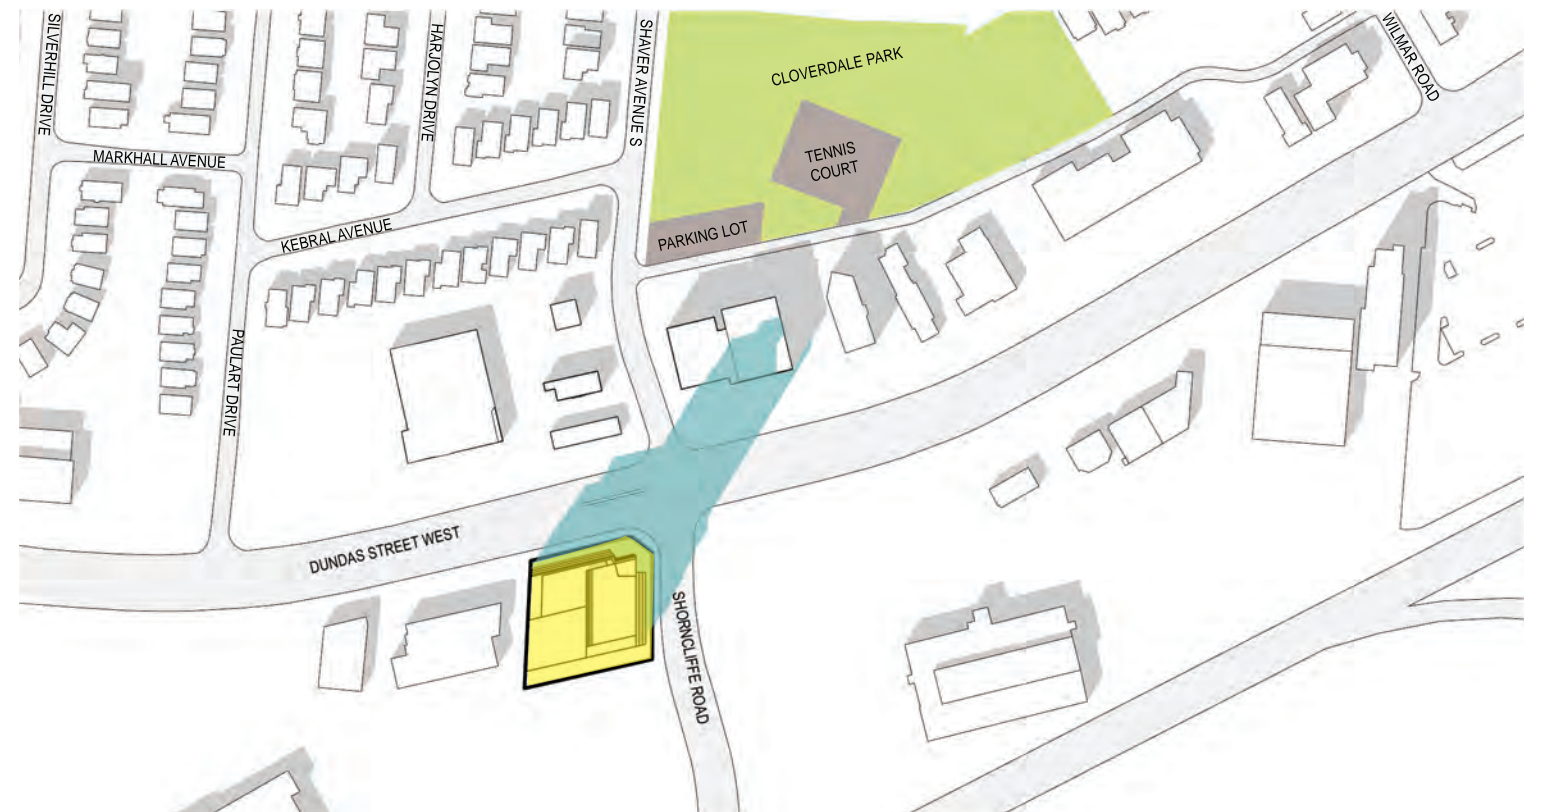 SILVERHILL DRIVE
HARJOLYN DRIVE
SHAVER AVENUE S
CLOVERDALE PARK
WILMAR ROAD
MARKHALL AVENUE
TENNIS
COURT
KEBRAL AVENUE
PARKING LOT
PAULART DRIVE
DUNDAS STREET WEST
SHORNCLIFFE ROAD